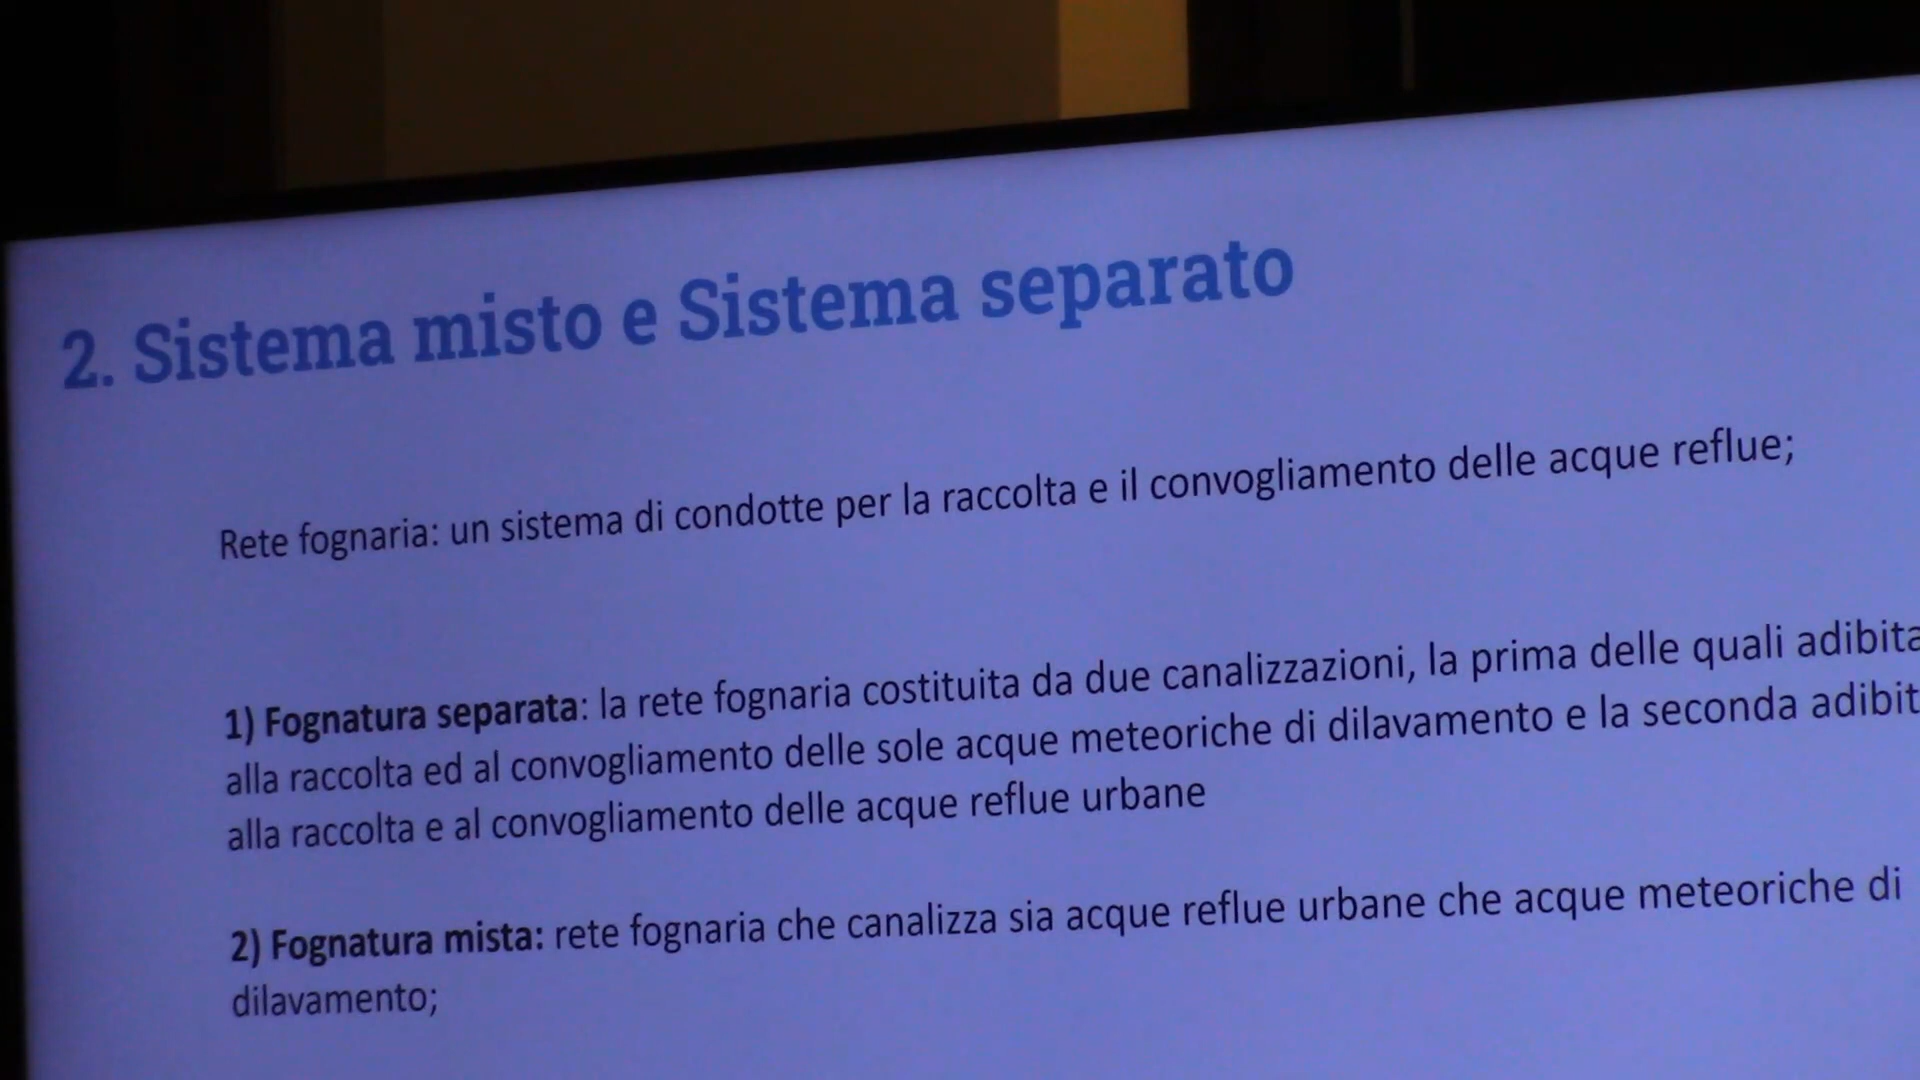 2. Sistema misto e Sistema separato
Rete fognaria: un sistema di condotte per la raccolta e il convogliamento delle acque reflue;
1) Fognatura separata: la rete fognaria costituita da due canalizzazioni, la prima delle quali adibita
alla raccolta ed al convogliamento delle sole acque meteoriche di dilavamento e la seconda adibit
alla raccolta e al convogliamento delle acque reflue urbane
2) Fognatura mista: rete fognaria che canalizza sia acque reflue urbane che acque meteoriche di
dilavamento;